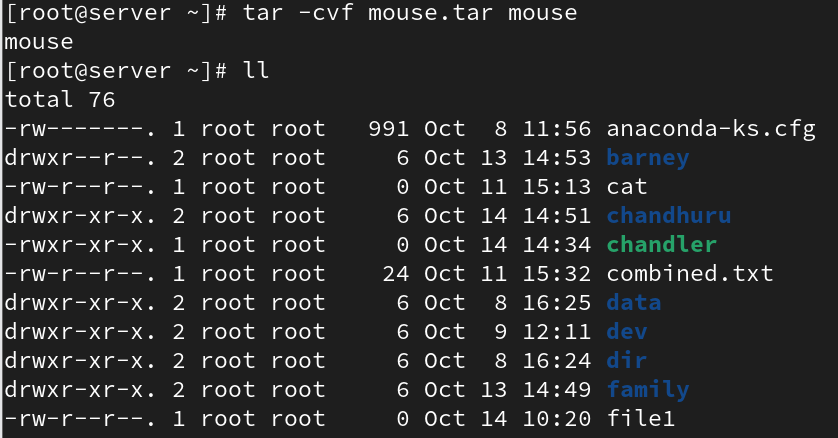 [root@server ~]# tar -cvf mouse.tar mouse
mouse
[root@server ~]# ll
total 76
-rw-------. 1 root root   991 Oct  8 11:56 anaconda-ks.cfg
drwxr--r--. 2 root root     6 Oct 13 14:53 barney
-rw-r--r--. 1 root root     0 Oct 11 15:13 cat
drwxr-xr-x. 2 root root     6 Oct 14 14:51 chandhuru
-rwxr-xr-x. 1 root root     0 Oct 14 14:34 chandler
-rw-r--r--. 1 root root    24 Oct 11 15:32 combined.txt
drwxr-xr-x. 2 root root     6 Oct  8 16:25 data
drwxr-xr-x. 2 root root     6 Oct  9 12:11 dev
drwxr-xr-x. 2 root root     6 Oct  8 16:24 dir
drwxr-xr-x. 2 root root     6 Oct 13 14:49 family
-rw-r--r--. 1 root root     0 Oct 14 10:20 file1